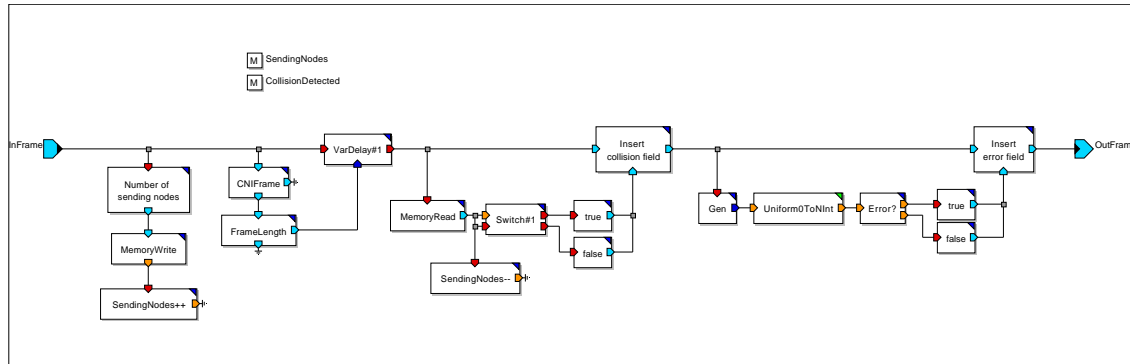 M SendingNodes
M CollisionDetected
InFrame
VarDelay#1
Insert
collision field
Insert
error field
OutFram
Number of
sending nodes
CNIFrame
MemoryRead
Switch#1
true
Gen
Uniform0ToNInt
Error?
true
FrameLength
MemoryWrite
false
false
SendingNodes--
SendingNodes++